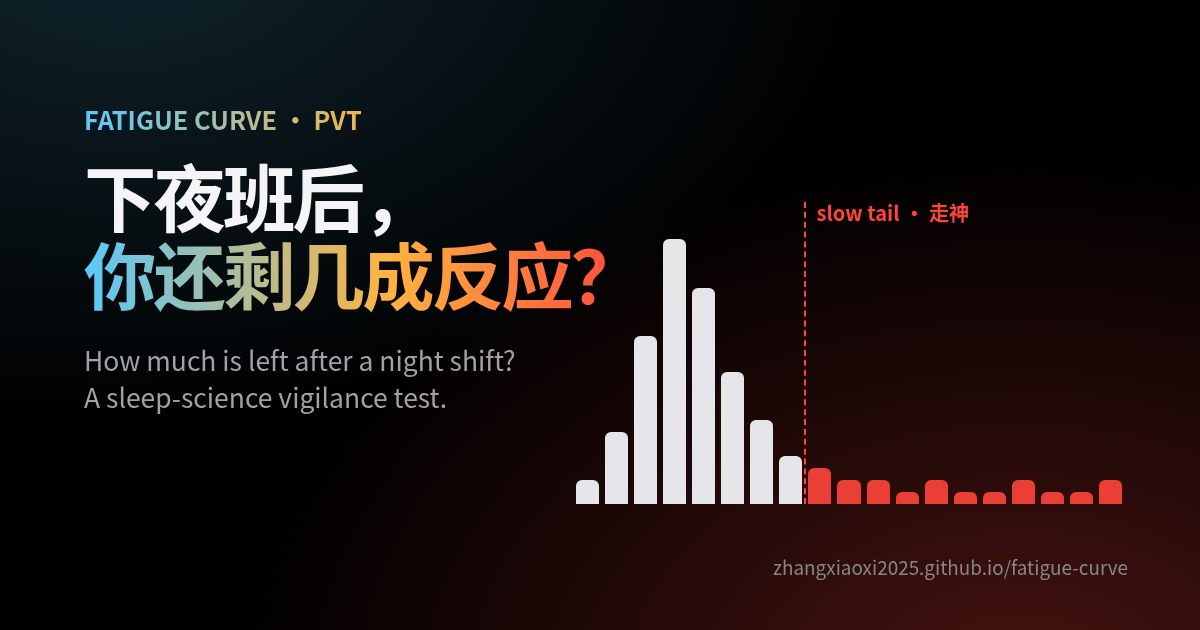 FATIGUE CURVE · PVT
下夜班后，
你还剩几成反应？
How much is left after a night shift?
A sleep-science vigilance test.
slow tail · 走神
zhangxiaoxi2025.github.io/fatigue-curve